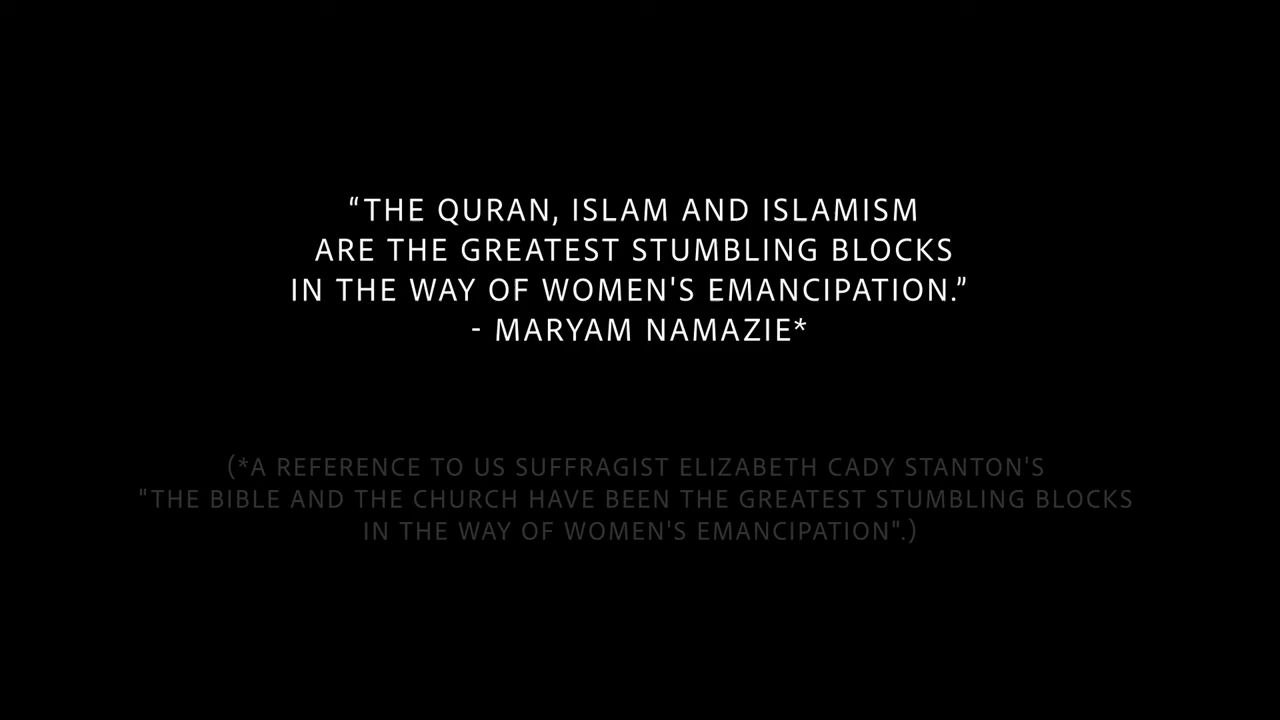 “THE QURAN, ISLAM AND ISLAMISM
ARE THE GREATEST STUMBLING BLOCKS
IN THE WAY OF WOMEN'S EMANCIPATION.”
- MARYAM NAMAZIE*
(*A REFERENCE TO US SUFFRAGIST ELIZABETH CADY STANTON'S
"THE BIBLE AND THE CHURCH HAVE BEEN THE GREATEST STUMBLING BLOCKS
IN THE WAY OF WOMEN'S EMANCIPATION".)